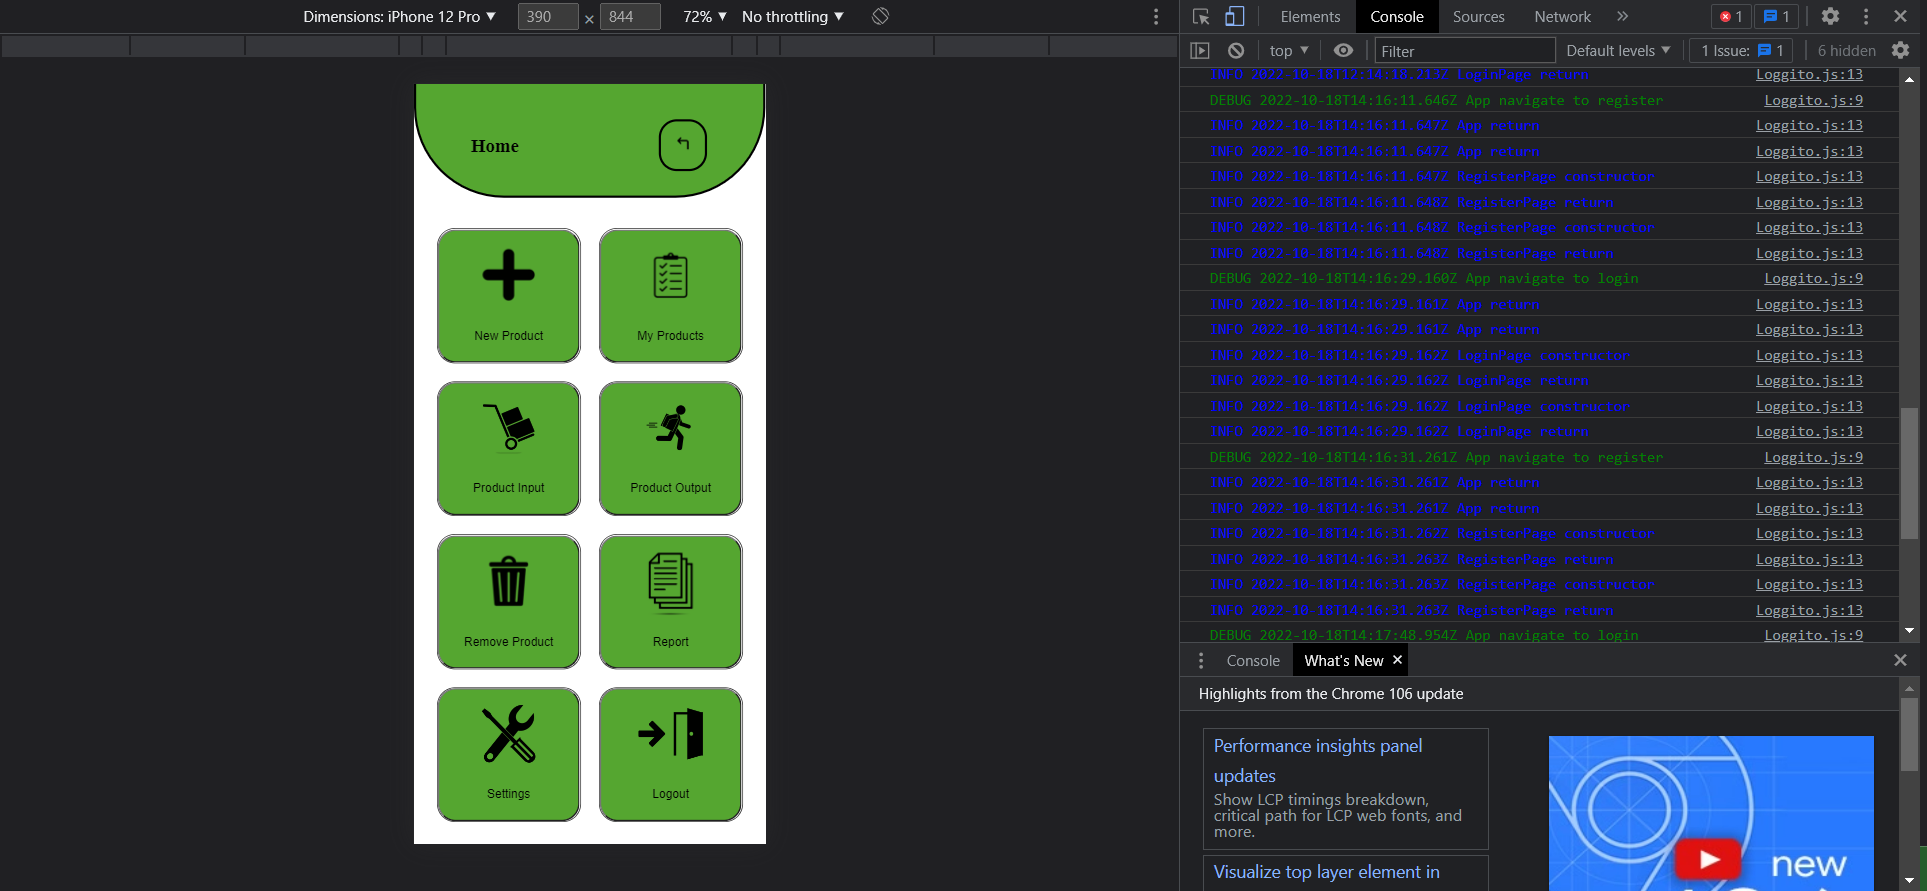 Dimensions: iPhone 12 Pro ▼ 390 × 844 72% ▼ No throttling ▼
Home
New Product
My Products
Product Input
Product Output
Remove Product
Report
Settings
Logout
Elements Console Sources Network » 1 1
top ▼ Filter Default levels ▼ 1 Issue: 1 6 hidden
INFO 2022-10-18T12:14:18.213Z LoginPage return Loggito.js:13
DEBUG 2022-10-18T14:16:11.646Z App navigate to register Loggito.js:9
INFO 2022-10-18T14:16:11.647Z App return Loggito.js:13
INFO 2022-10-18T14:16:11.647Z App return Loggito.js:13
INFO 2022-10-18T14:16:11.647Z RegisterPage constructor Loggito.js:13
INFO 2022-10-18T14:16:11.648Z RegisterPage return Loggito.js:13
INFO 2022-10-18T14:16:11.648Z RegisterPage constructor Loggito.js:13
INFO 2022-10-18T14:16:11.648Z RegisterPage return Loggito.js:13
DEBUG 2022-10-18T14:16:29.160Z App navigate to login Loggito.js:9
INFO 2022-10-18T14:16:29.161Z App return Loggito.js:13
INFO 2022-10-18T14:16:29.161Z App return Loggito.js:13
INFO 2022-10-18T14:16:29.162Z LoginPage constructor Loggito.js:13
INFO 2022-10-18T14:16:29.162Z LoginPage return Loggito.js:13
INFO 2022-10-18T14:16:29.162Z LoginPage constructor Loggito.js:13
INFO 2022-10-18T14:16:29.162Z LoginPage return Loggito.js:13
DEBUG 2022-10-18T14:16:31.261Z App navigate to register Loggito.js:9
INFO 2022-10-18T14:16:31.261Z App return Loggito.js:13
INFO 2022-10-18T14:16:31.261Z App return Loggito.js:13
INFO 2022-10-18T14:16:31.262Z RegisterPage constructor Loggito.js:13
INFO 2022-10-18T14:16:31.263Z RegisterPage return Loggito.js:13
INFO 2022-10-18T14:16:31.263Z RegisterPage constructor Loggito.js:13
INFO 2022-10-18T14:16:31.263Z RegisterPage return Loggito.js:13
DEBUG 2022-10-18T14:17:48.954Z App navigate to login Loggito.js:9
Console What's New ×
Highlights from the Chrome 106 update
Performance insights panel
updates
Show LCP timings breakdown,
critical path for LCP web fonts, and
more.
Visualize top layer element in
new